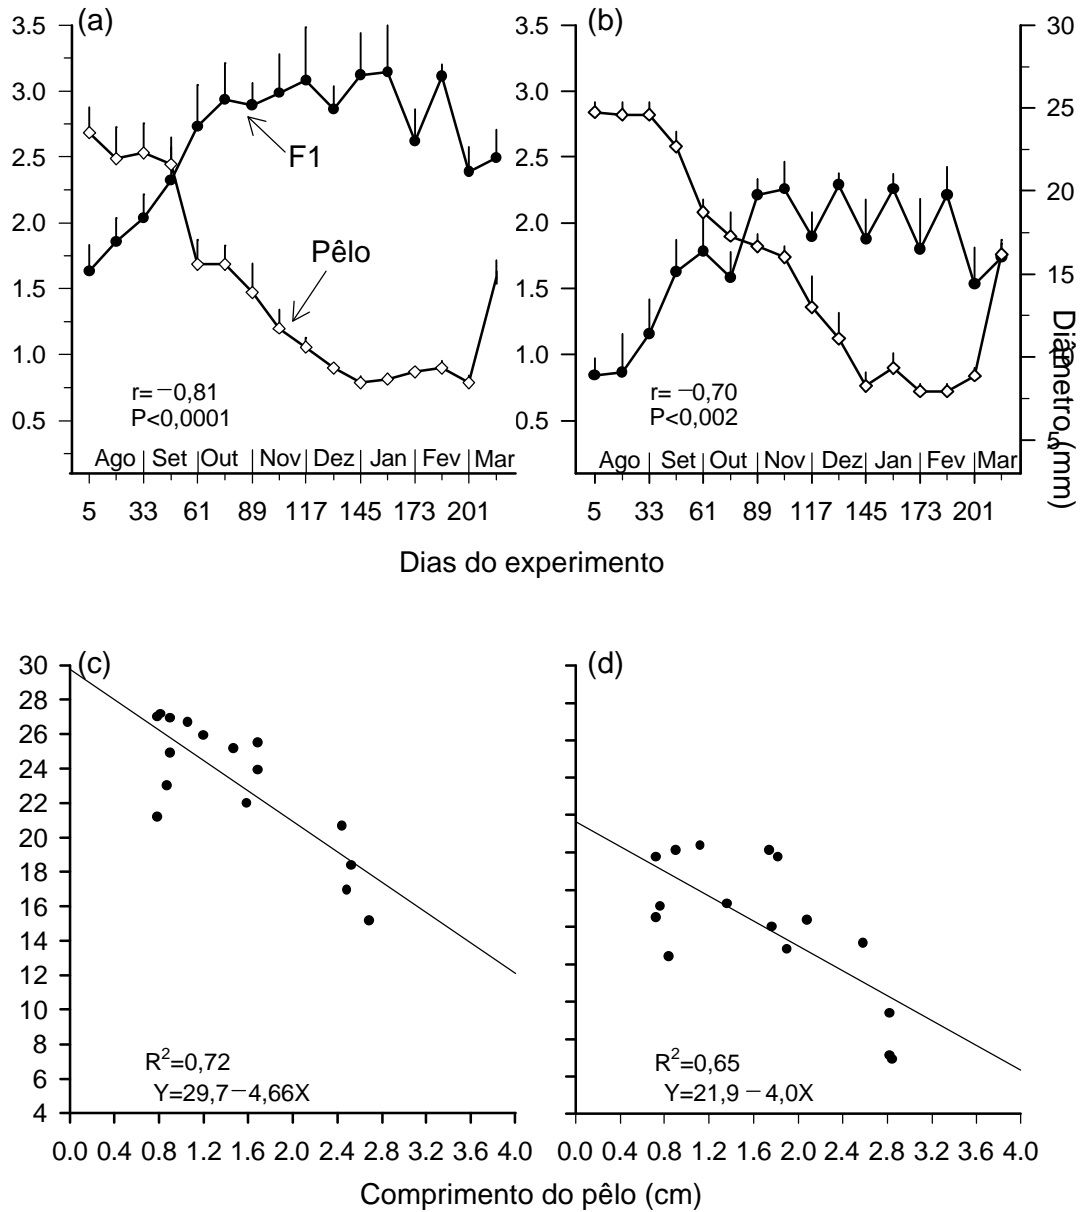 (a)
3.5
3.0
2.5
2.0
1.5
1.0
0.5
F1
Pêlo
r= −0,81
P<0,0001
Ago Set Out Nov Dez Jan Fev Mar
5 33 61 89 117 145 173 201
(b)
3.5
3.0
2.5
2.0
1.5
1.0
0.5
r= −0,70
P<0,002
Ago Set Out Nov Dez Jan Fev Mar
5 33 61 89 117 145 173 201
30
25
20
15
10
5
Diâmetro (mm)
Dias do experimento
(c)
30
28
26
24
22
20
18
16
14
12
10
8
6
4
R²=0,72
Y=29,7−4,66X
0.0 0.4 0.8 1.2 1.6 2.0 2.4 2.8 3.2 3.6 4.0
(d)
R²=0,65
Y=21,9 −4,0X
0.0 0.4 0.8 1.2 1.6 2.0 2.4 2.8 3.2 3.6 4.0
Comprimento do pêlo (cm)